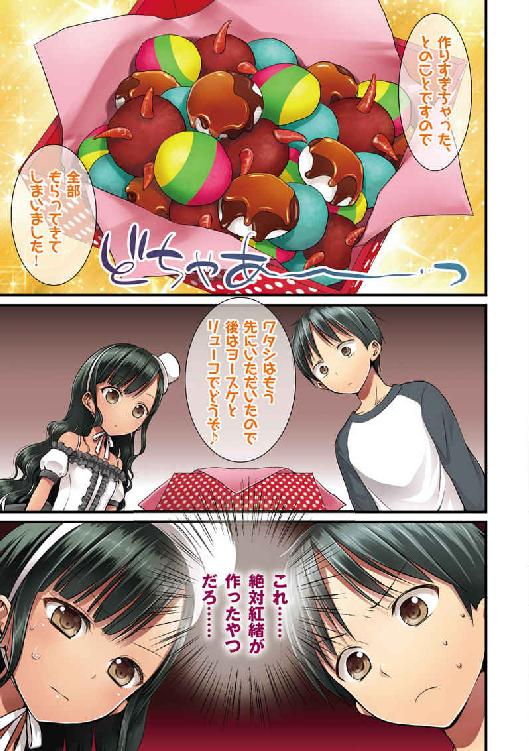 作りすぎちゃった、
とのことですので
全部
もらってきて
しまいました!
どちゃあーーっ
ワタシはもう
先にいただいたので
後はヨースケと
リューコでどうぞ♪
これ……
絶対紅緒が
作ったやつ
だろ……